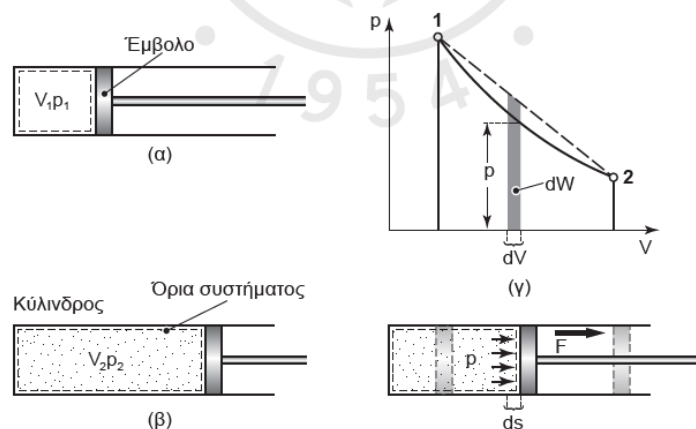 1954
Έμβολο
V₁p₁
(α)
p
1
2
p
dW
dV
V
(γ)
Κύλινδρος
Όρια συστήματος
V₂p₂
(β)
p
F
ds